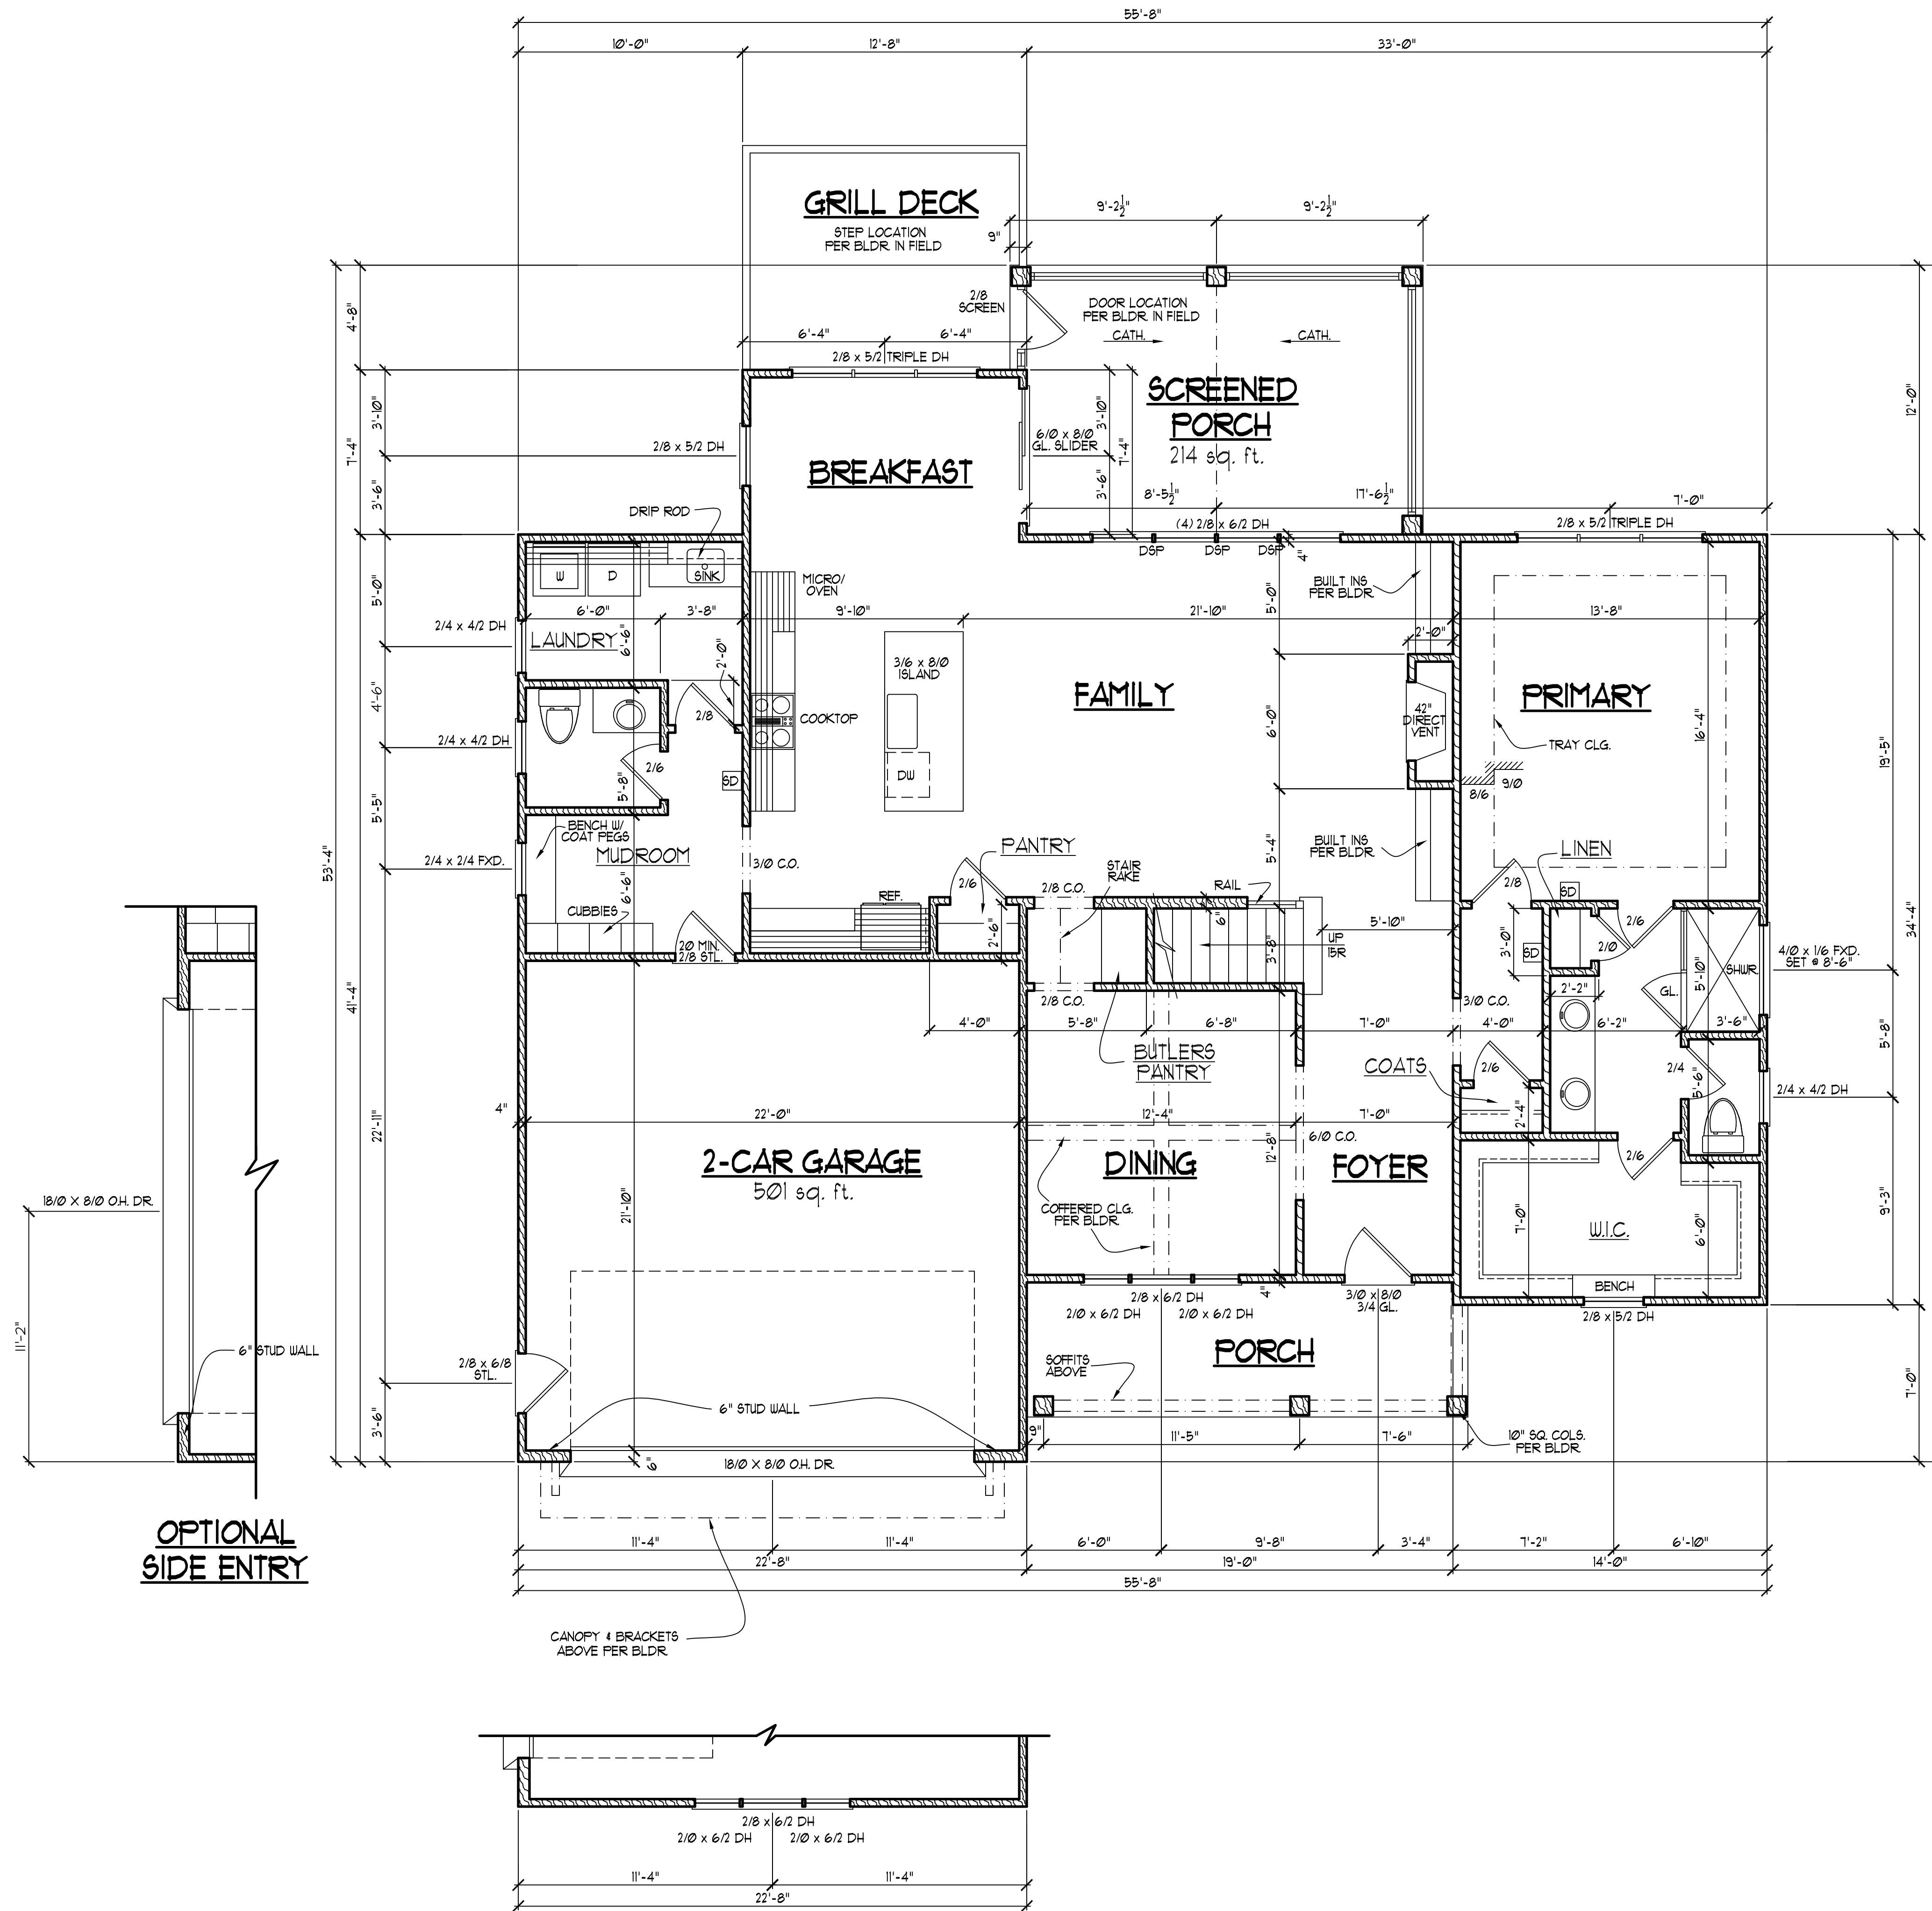 55'-8"
10'-0" 12'-8" 33'-0"
GRILL DECK
STEP LOCATION
PER BLDR. IN FIELD
9'-2½" 9'-2½"
9"
2/8
SCREEN
DOOR LOCATION
PER BLDR. IN FIELD
CATH. CATH.
6'-4" 6'-4"
2/8 x 5/2 TRIPLE DH
4'-8"
12'-0"
SCREENED
PORCH
214 sq. ft.
3'-10"
7'-4"
3'-6"
2/8 x 5/2 DH
BREAKFAST
6/0 x 8/0
GL. SLIDER
3'-10"
7'-4"
3'-6"
8'-5½" 17'-6½" 7'-0"
DRIP ROD
(4) 2/8 x 6/2 DH
2/8 x 5/2 TRIPLE DH
DSP DSP DSP
4"
W D SINK
MICRO/
OVEN
BUILT INS
PER BLDR.
5'-0"
5'-0"
6'-0" 3'-8" 9'-10" 21'-10" 13'-8"
2/4 x 4/2 DH
LAUNDRY
6'-6"
2'-0"
2'-0"
3/6 x 8/0
ISLAND
FAMILY
PRIMARY
4'-6"
2/8
COOKTOP
6'-0"
42"
DIRECT
VENT
16'-4"
TRAY CLG.
19'-5"
2/4 x 4/2 DH
2/6
SD
DW
5'-8"
8/6 9/0
5'-5"
53'-4"
41'-4"
BENCH W/
COAT PEGS
MUDROOM
2/4 x 2/4 FXD.
3/0 C.O.
PANTRY
STAIR
RAKE
5'-4"
BUILT INS
PER BLDR.
LINEN
6'-6"
CUBBIES
REF.
2/6
2/8 C.O.
RAIL
2/8
SD
2/6
34'-4"
20 MIN.
2/8 STL.
2'-6"
6"
3'-8"
UP
15R
5'-10"
3'-0"
SD
2/0
5'-10"
SHWR.
4/0 x 1/6 FXD.
SET @ 8'-6"
2/8 C.O.
3/0 C.O.
2'-2"
GL.
4'-0" 5'-8" 6'-8" 7'-0" 4'-0" 6'-2" 3'-6"
BUTLERS
PANTRY
COATS
2/6
2/4
5'-6"
5'-8"
2/4 x 4/2 DH
4"
22'-0" 12'-4" 7'-0"
2'-4"
22'-11"
2-CAR GARAGE
501 sq. ft.
21'-10"
DINING
12'-8"
6/0 C.O.
FOYER
2/6
COFFERED CLG.
PER BLDR.
7'-0"
W.I.C.
6'-0"
9'-3"
18/0 X 8/0 O.H. DR.
BENCH
2/8 x 6/2 DH
2/0 x 6/2 DH 2/0 x 6/2 DH
4"
3/0 x 8/0
3/4 GL.
2/8 x 5/2 DH
11'-2"
6" STUD WALL
2/8 x 6/8
STL.
SOFFITS
ABOVE
PORCH
7'-0"
3'-6"
6" STUD WALL
9" 11'-5" 7'-6"
10" SQ. COLS.
PER BLDR.
18/0 X 8/0 O.H. DR.
6"
OPTIONAL
SIDE ENTRY
11'-4" 11'-4" 6'-0" 9'-8" 3'-4" 7'-2" 6'-10"
22'-8" 19'-0" 14'-0"
55'-8"
CANOPY & BRACKETS
ABOVE PER BLDR.
2/8 x 6/2 DH
2/0 x 6/2 DH 2/0 x 6/2 DH
11'-4" 11'-4"
22'-8"